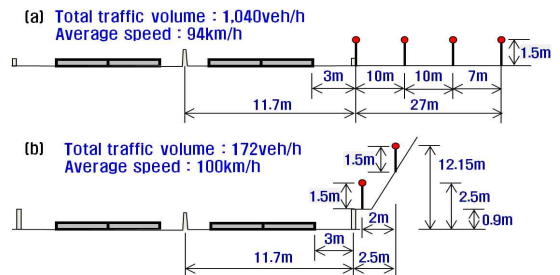 (a) Total traffic volume : 1,040veh/h
Average speed : 94km/h
1.5m
3m
10m
10m
7m
11.7m
27m
(b) Total traffic volume : 172veh/h
Average speed : 100km/h
1.5m
12.15m
1.5m
2.5m
2m
0.9m
3m
11.7m
2.5m